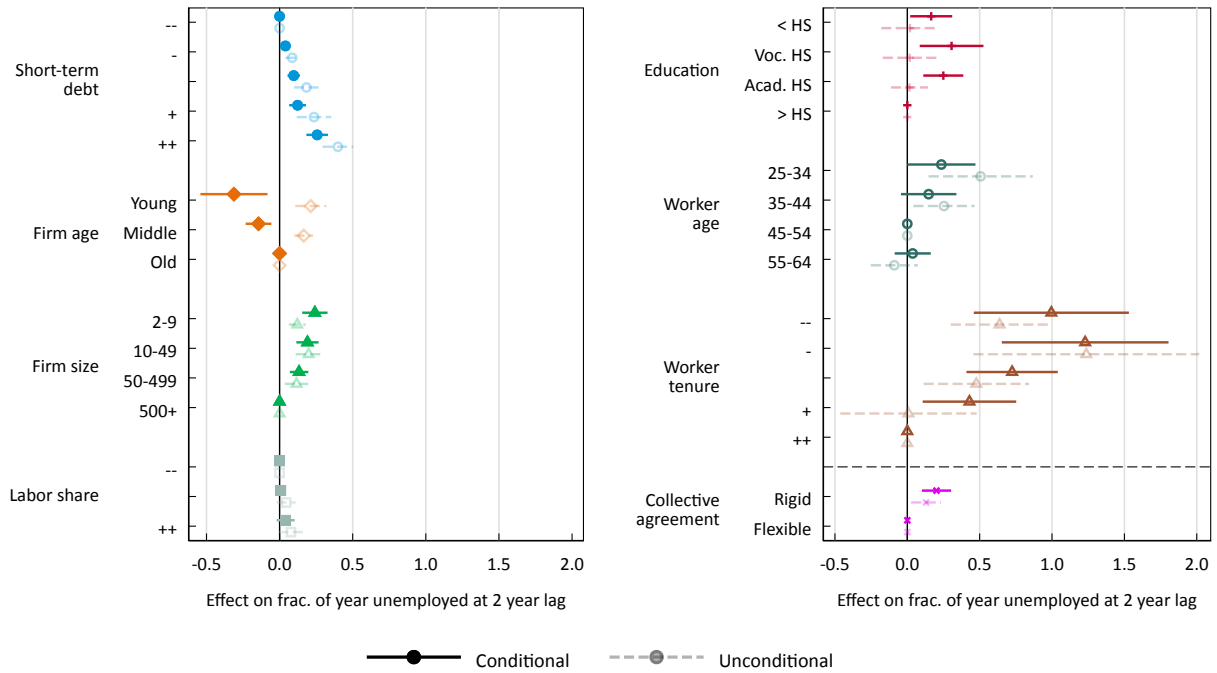 --
-
Short-term
debt
+
++
Young
Firm age
Middle
Old
2-9
10-49
Firm size
50-499
500+
--
Labor share
++
-0.5 0.0 0.5 1.0 1.5 2.0
Effect on frac. of year unemployed at 2 year lag
< HS
Voc. HS
Education
Acad. HS
> HS
25-34
35-44
Worker
age
45-54
55-64
--
-
Worker
tenure
+
++
Rigid
Collective
agreement
Flexible
-0.5 0.0 0.5 1.0 1.5 2.0
Effect on frac. of year unemployed at 2 year lag
Conditional Unconditional